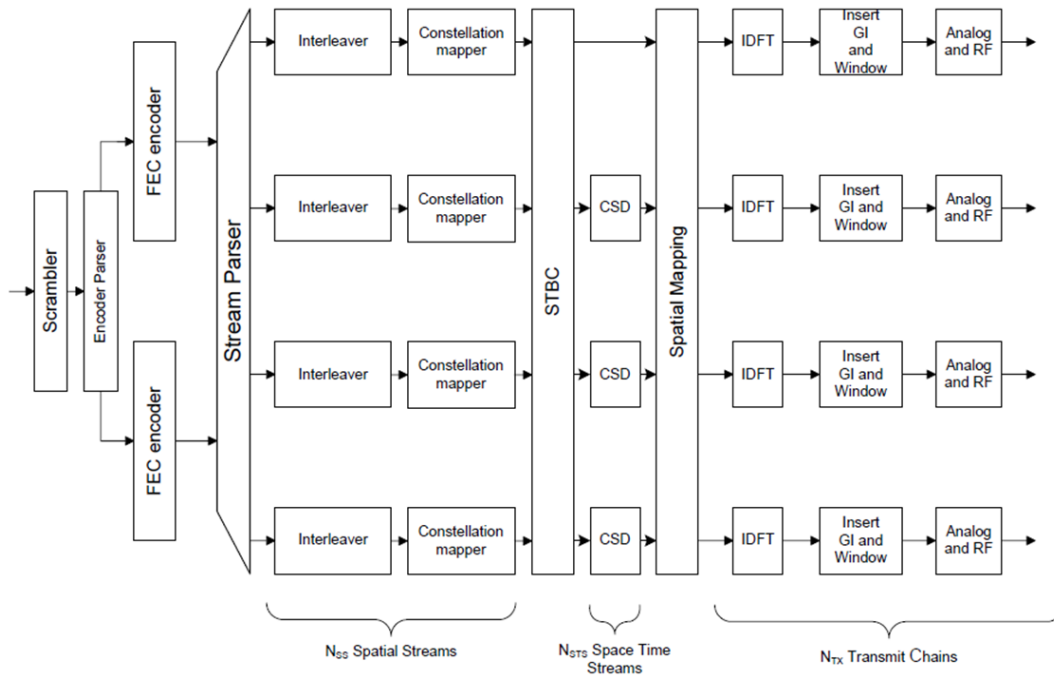 Scrambler
Encoder Parser
FEC encoder
FEC encoder
Stream Parser
Interleaver
Constellation
mapper
STBC
Spatial Mapping
IDFT
Insert
GI
and
Window
Analog
and RF
Interleaver
Constellation
mapper
CSD
IDFT
Insert
GI and
Window
Analog
and RF
Interleaver
Constellation
mapper
CSD
IDFT
Insert
GI and
Window
Analog
and RF
Interleaver
Constellation
mapper
CSD
IDFT
Insert
GI and
Window
Analog
and RF
NSS Spatial Streams
NSTS Space Time
Streams
NTX Transmit Chains